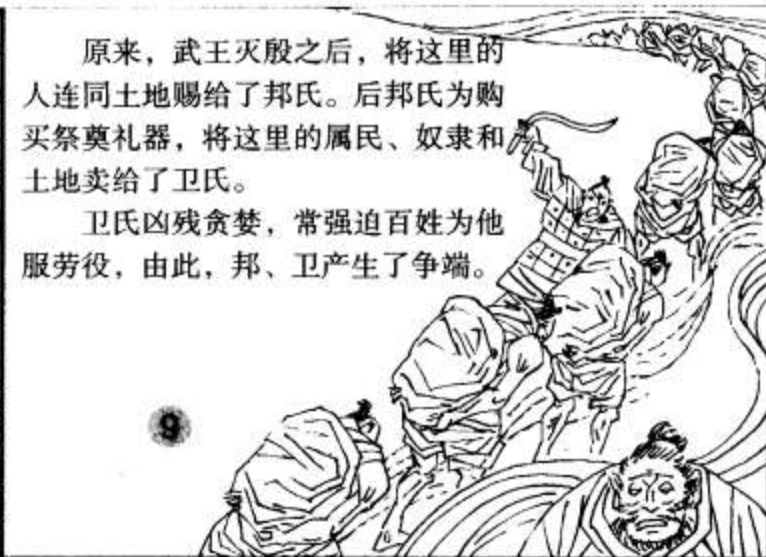 原来，武王灭殷之后，将这里的
人连同土地赐给了邦氏。后邦氏为购
买祭奠礼器，将这里的属民、奴隶和
土地卖给了卫氏。
卫氏凶残贪婪，常强迫百姓为他
服劳役，由此，邦、卫产生了争端。
9